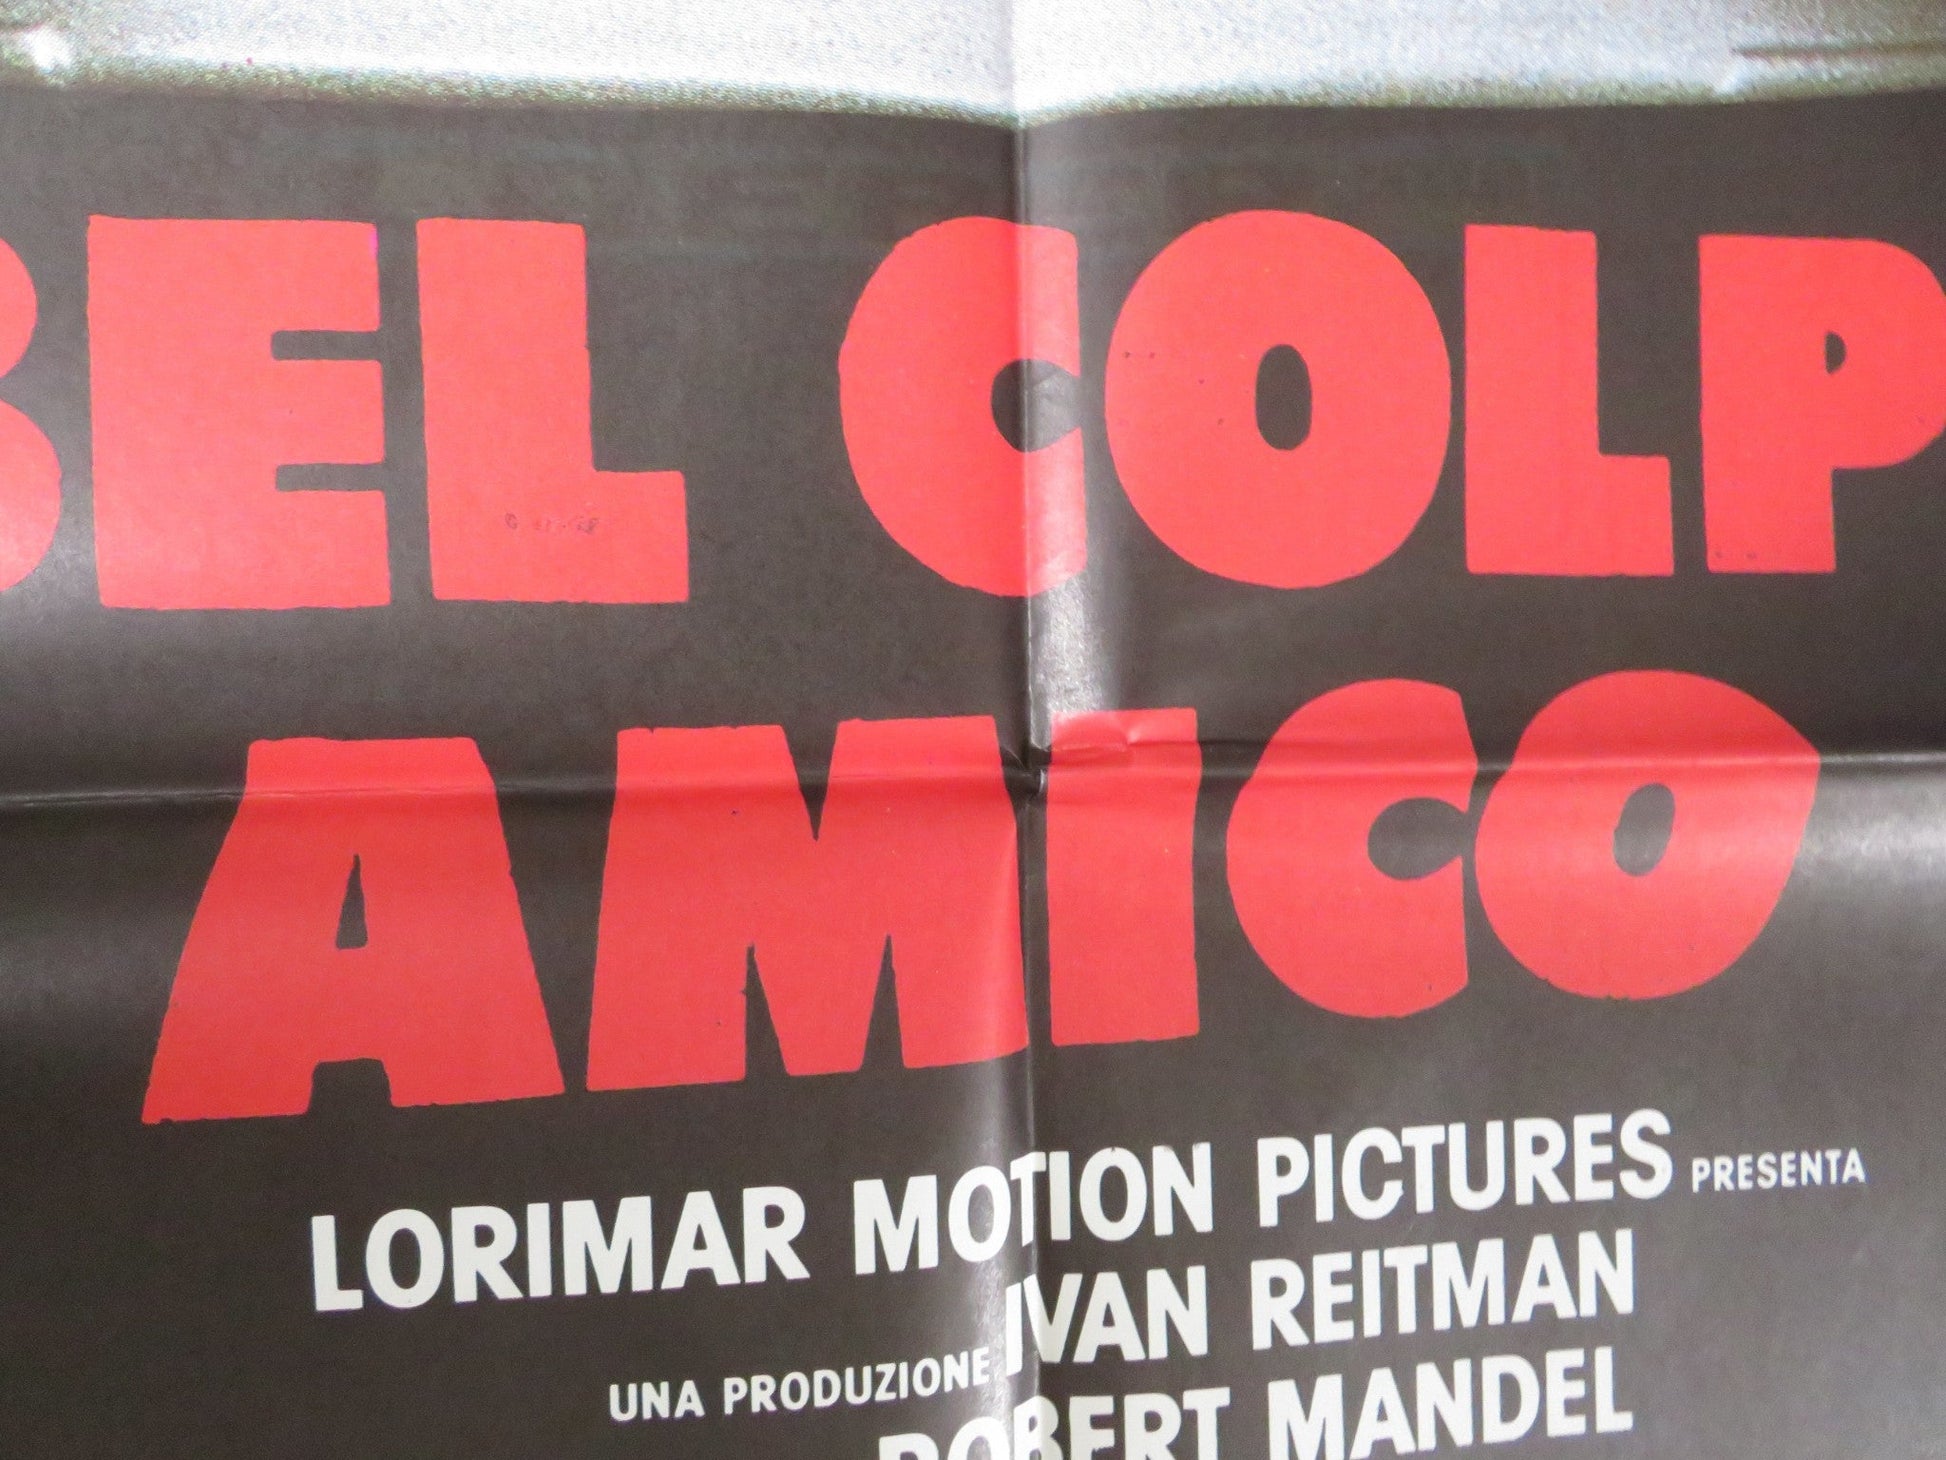 BEL COLP
AMICO
LORIMAR MOTION PICTURES PRESENTA
UNA PRODUZIONE IVAN REITMAN
ROBERT MANDEL